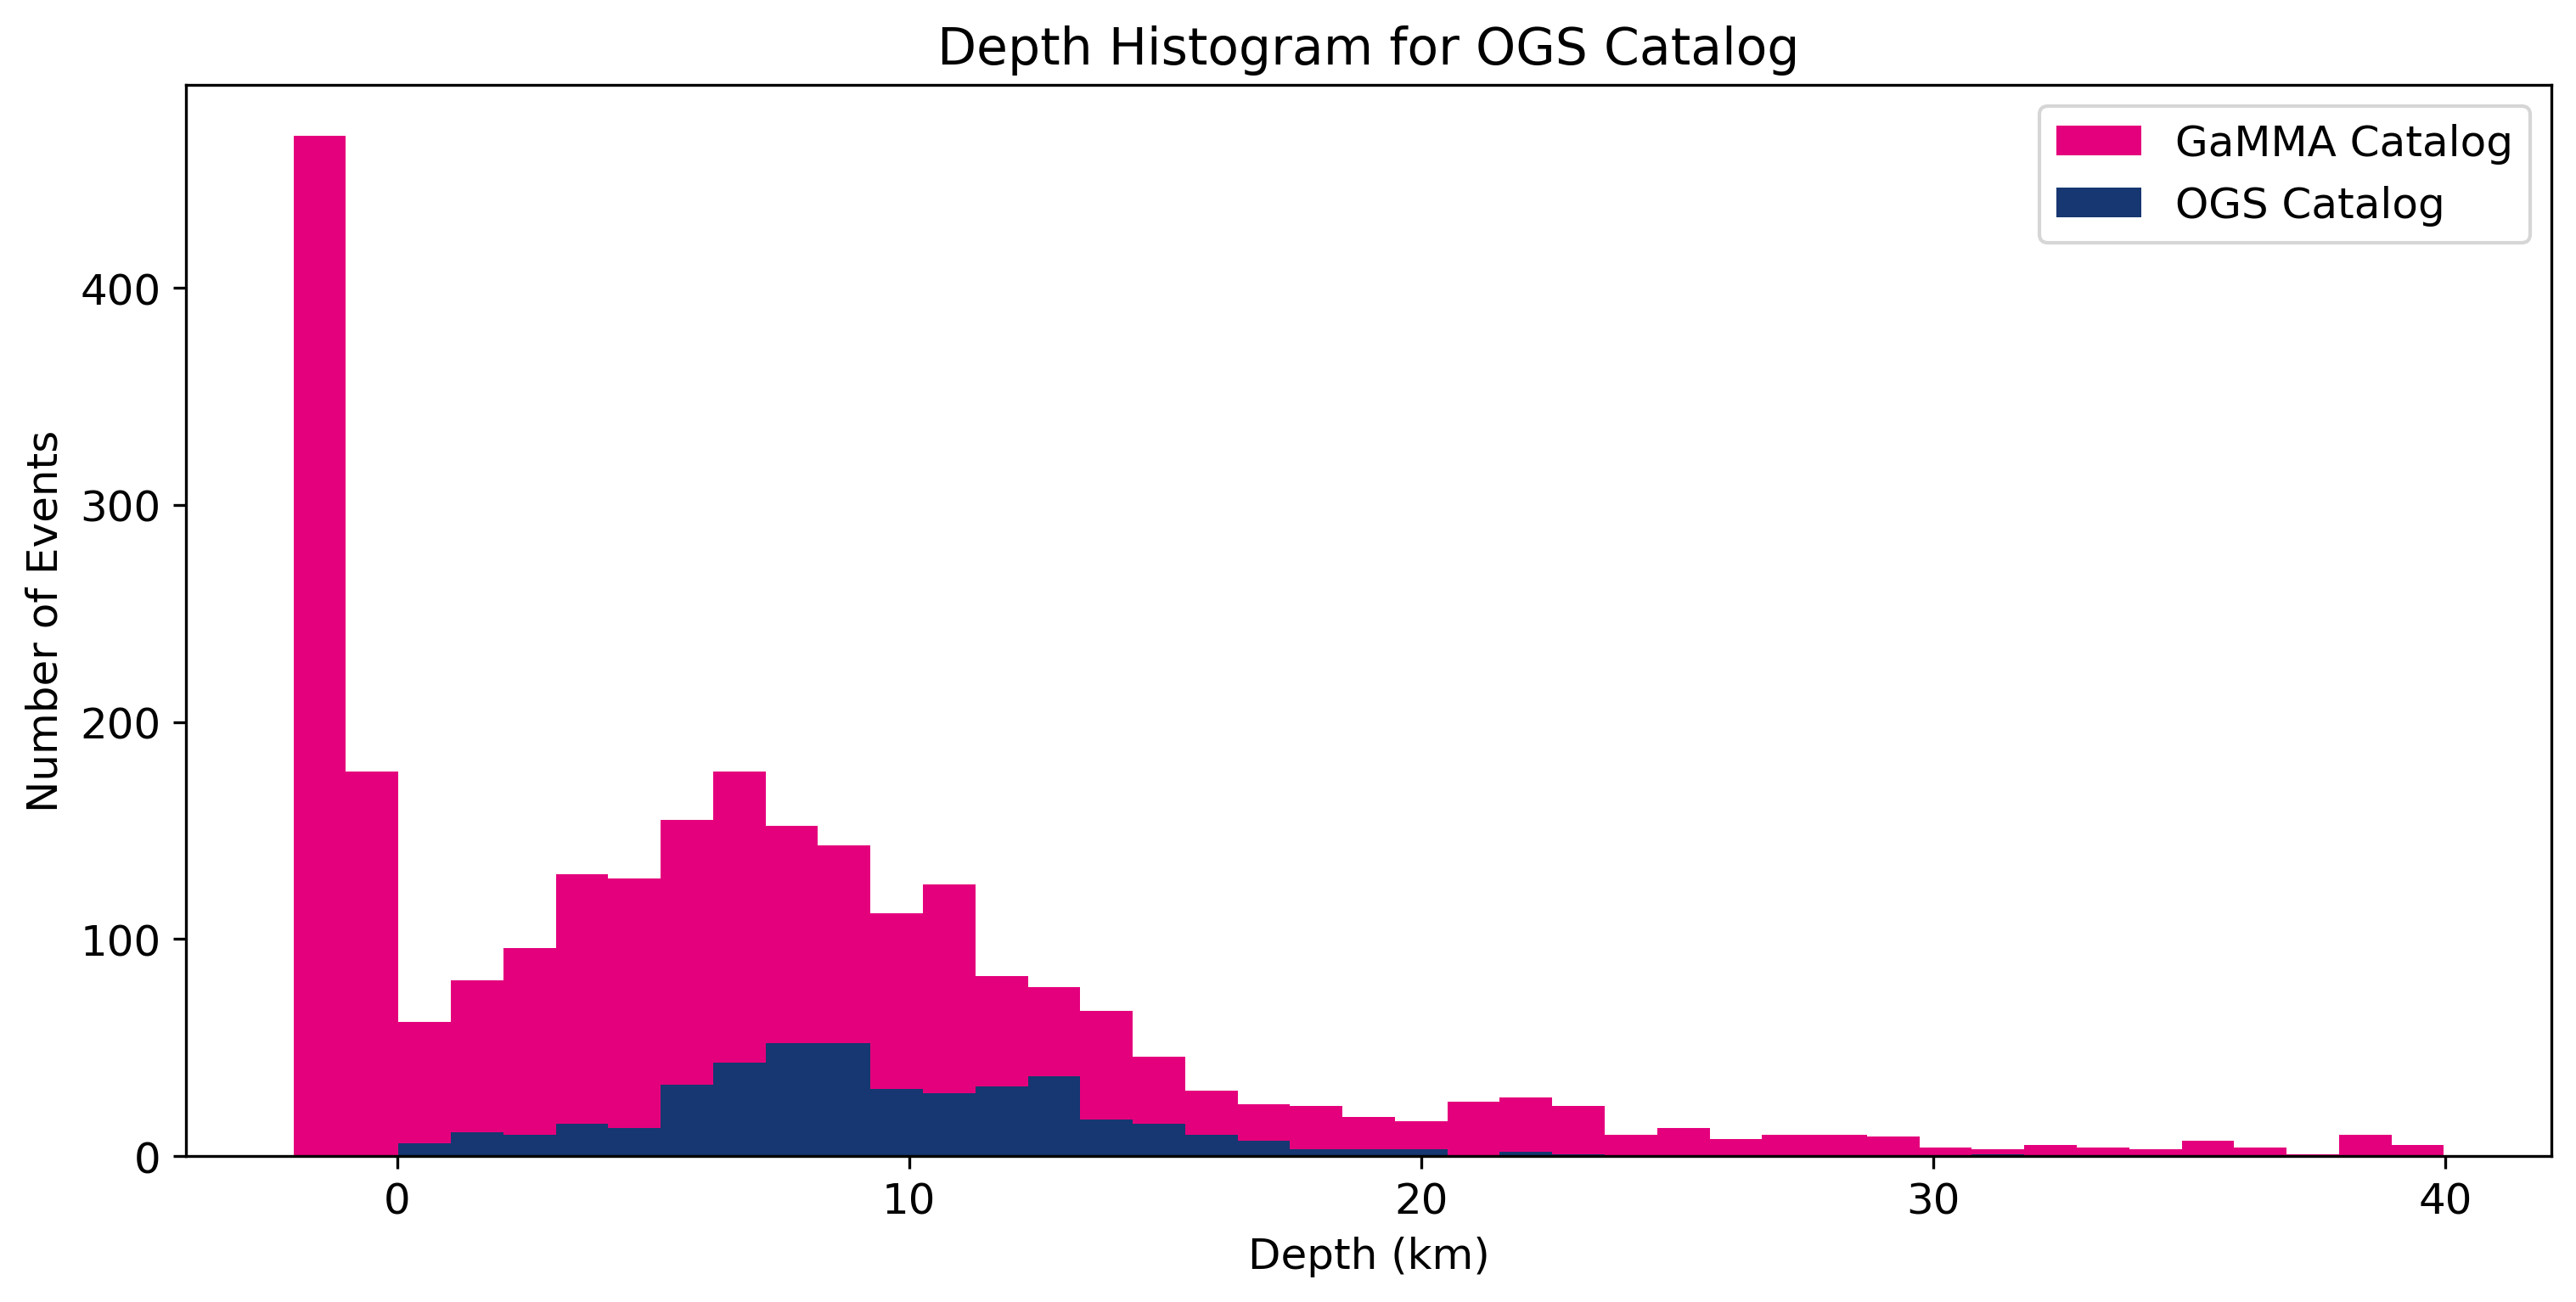 Depth Histogram for OGS Catalog
GaMMA Catalog
OGS Catalog
Number of Events
400
300
200
100
0
0 10 20 30 40
Depth (km)